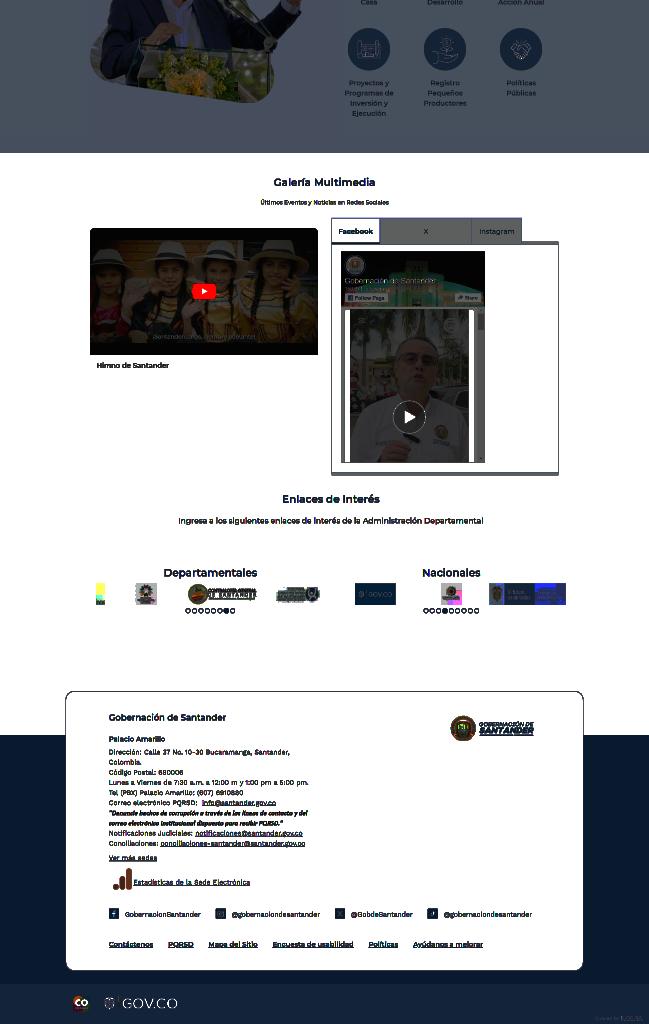 Casa
Desarrollo
Acción Anual
Proyectos y
Programas de
Inversión y
Ejecución
Registro
Pequeños
Productores
Políticas
Públicas
Galería Multimedia
Últimos Eventos y Noticias en Redes Sociales
Facebook
X
Instagram
Gobernación de Santander
Follow Page
Share
Himno de Santander
Enlaces de Interés
Ingresa a los siguientes enlaces de interés de la Administración Departamental
Departamentales
Nacionales
GOV.CO
Gobernación de Santander
GOBERNACIÓN DE
SANTANDER
Palacio Amarillo
Dirección: Calle 37 No. 10-30 Bucaramanga, Santander,
Colombia.
Código Postal: 680006
Lunes a Viernes de 7:30 a.m. a 12:00 m y 1:00 pm a 5:00 pm.
Tel (PBX) Palacio Amarillo: (607) 6910880
Correo electrónico PQRSD: info@santander.gov.co
"Denuncie hechos de corrupción a través de las líneas de contacto y del
correo electrónico institucional dispuesto para recibir PQRSD."
Notificaciones Judiciales: notificaciones@santander.gov.co
Conciliaciones: conciliaciones-santander@santander.gov.co
Ver más sedes
Estadísticas de la Sede Electrónica
GobernacionSantander
@gobernaciondesantander
@GobdeSantander
@gobernaciondesantander
Contáctenos
PQRSD
Mapa del Sitio
Encuesta de usabilidad
Políticas
Ayúdanos a mejorar
CO
GOV.CO